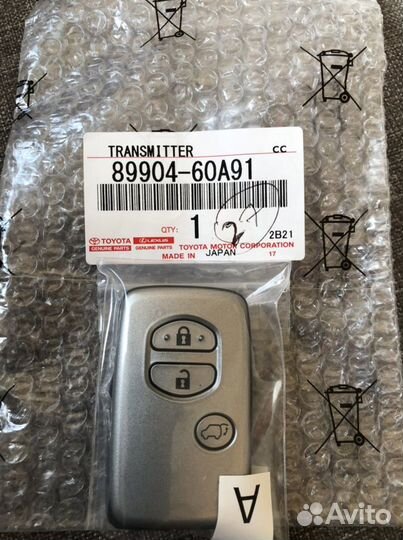 TRANSMITTER CC
89904-60A91
QTY: 1 27 2B21
TOYOTA LEXUS TOYOTA MOTOR CORPORATION
GENUINE PARTS GENUINE PARTS MADE IN JAPAN 17
A
Avito